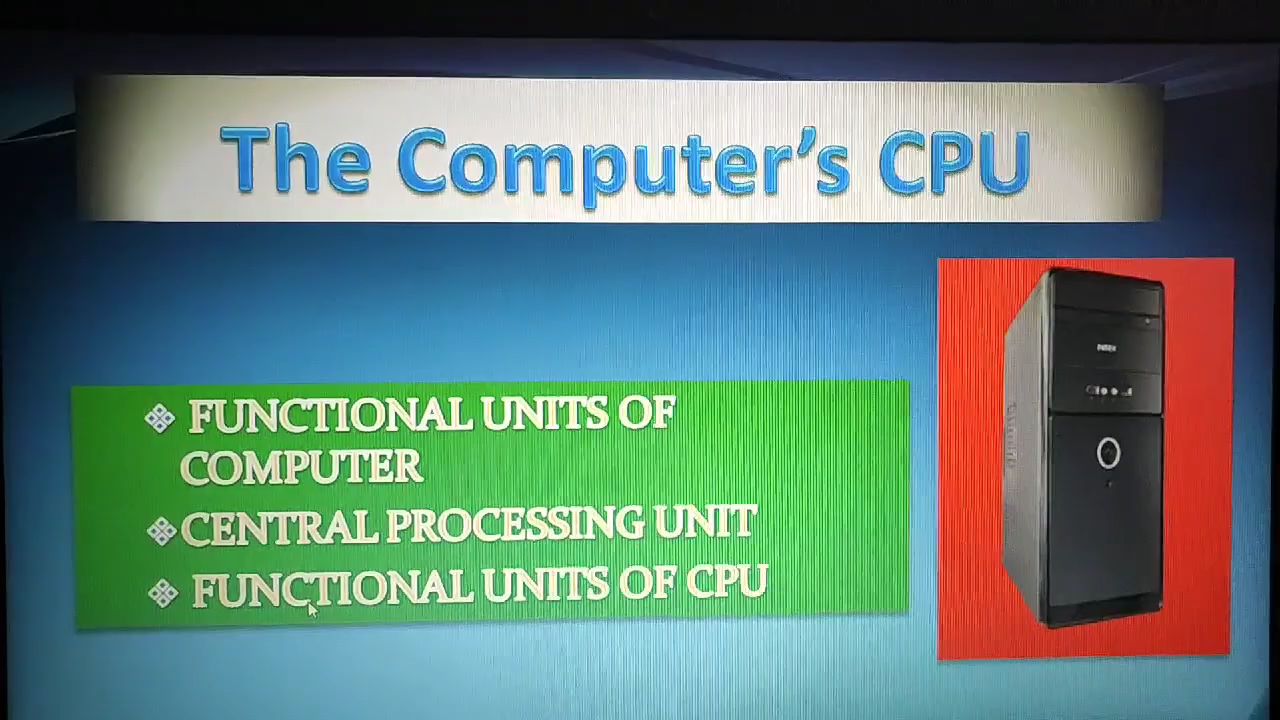 The Computer's CPU
FUNCTIONAL UNITS OF
COMPUTER
CENTRAL PROCESSING UNIT
FUNCTIONAL UNITS OF CPU